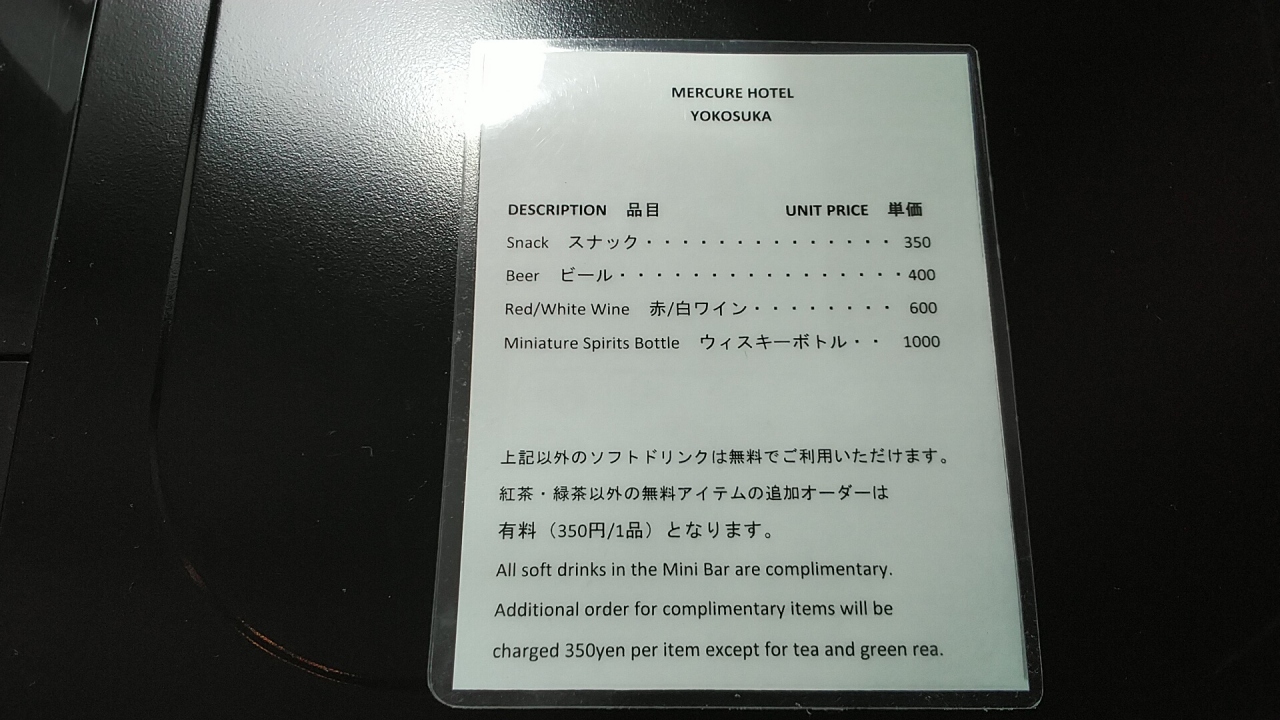 MERCURE HOTEL
YOKOSUKA
DESCRIPTION 品目 UNIT PRICE 単価
Snack スナック・・・・・・・・・・・・・・ 350
Beer ビール・・・・・・・・・・・・・・・・400
Red/White Wine 赤/白ワイン・・・・・・・・ 600
Miniature Spirits Bottle ウィスキーボトル・・ 1000
上記以外のソフトドリンクは無料でご利用いただけます。
紅茶・緑茶以外の無料アイテムの追加オーダーは
有料（350円/1品）となります。
All soft drinks in the Mini Bar are complimentary.
Additional order for complimentary items will be
charged 350yen per item except for tea and green rea.